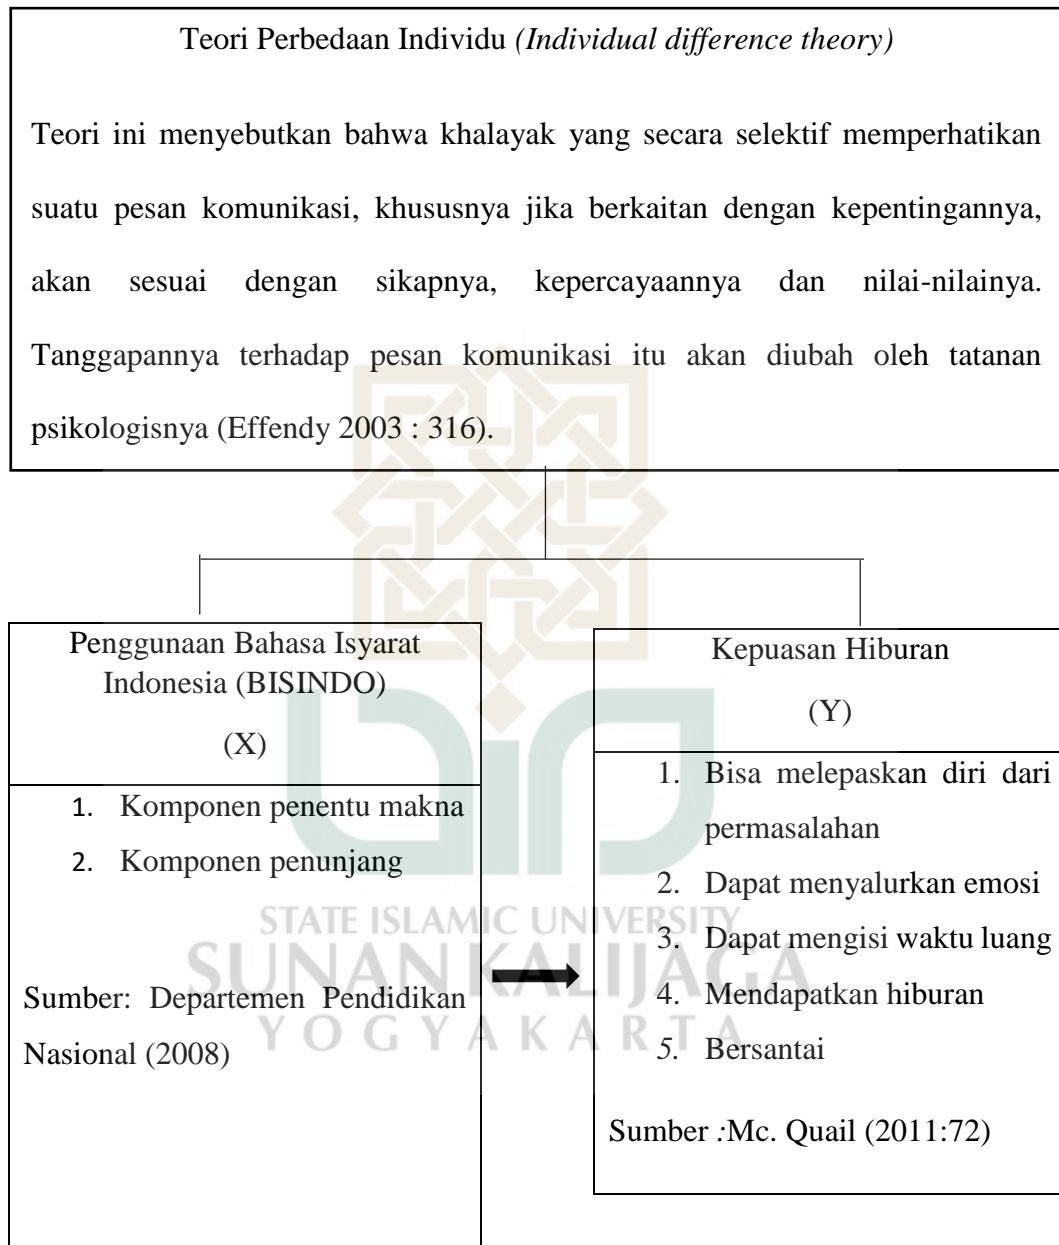 Teori Perbedaan Individu (Individual difference theory)
Teori ini menyebutkan bahwa khalayak yang secara selektif memperhatikan
suatu pesan komunikasi, khususnya jika berkaitan dengan kepentingannya,
akan sesuai dengan sikapnya, kepercayaannya dan nilai-nilainya.
Tanggapannya terhadap pesan komunikasi itu akan diubah oleh tatanan
psikologisnya (Effendy 2003 : 316).
Penggunaan Bahasa Isyarat
Indonesia (BISINDO)
(X)
1. Komponen penentu makna
2. Komponen penunjang
Sumber: Departemen Pendidikan
Nasional (2008)
Kepuasan Hiburan
(Y)
1. Bisa melepaskan diri dari
permasalahan
2. Dapat menyalurkan emosi
3. Dapat mengisi waktu luang
4. Mendapatkan hiburan
5. Bersantai
Sumber :Mc. Quail (2011:72)
STATE ISLAMIC UNIVERSITY
SUNAN KALIJAGA
YOGYAKARTA